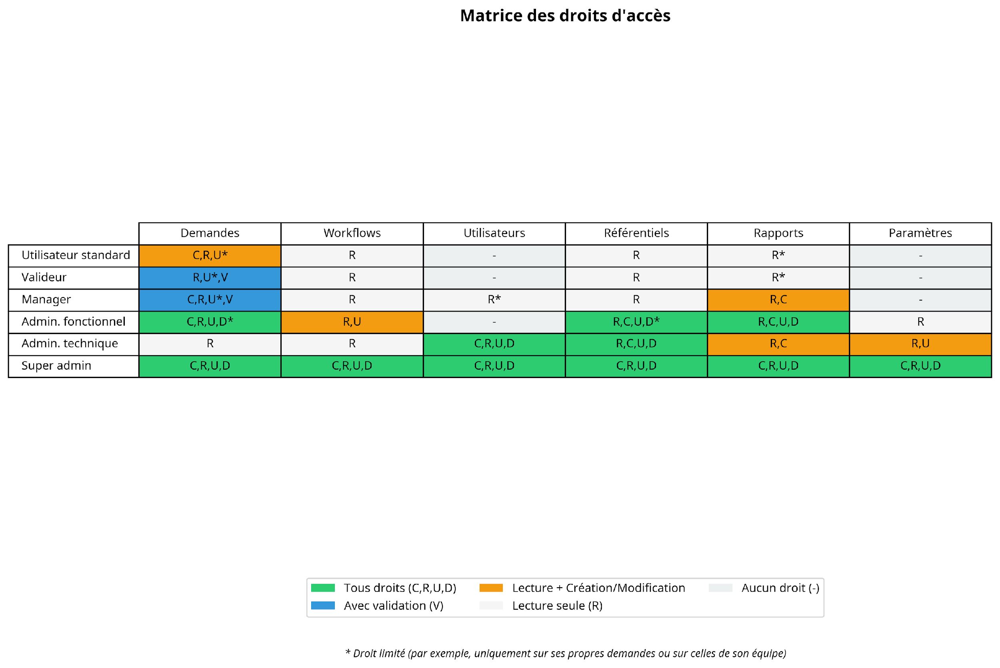 Matrice des droits d'accès
Demandes Workflows Utilisateurs Référentiels Rapports Paramètres
Utilisateur standard C,R,U* R - R R* -
Valideur R,U*,V R - R R* -
Manager C,R,U*,V R R* R R,C -
Admin. fonctionnel C,R,U,D* R,U - R,C,U,D* R,C,U,D R
Admin. technique R R C,R,U,D R,C,U,D R,C R,U
Super admin C,R,U,D C,R,U,D C,R,U,D C,R,U,D C,R,U,D C,R,U,D
Tous droits (C,R,U,D) Lecture + Création/Modification Aucun droit (-)
Avec validation (V) Lecture seule (R)
* Droit limité (par exemple, uniquement sur ses propres demandes ou sur celles de son équipe)